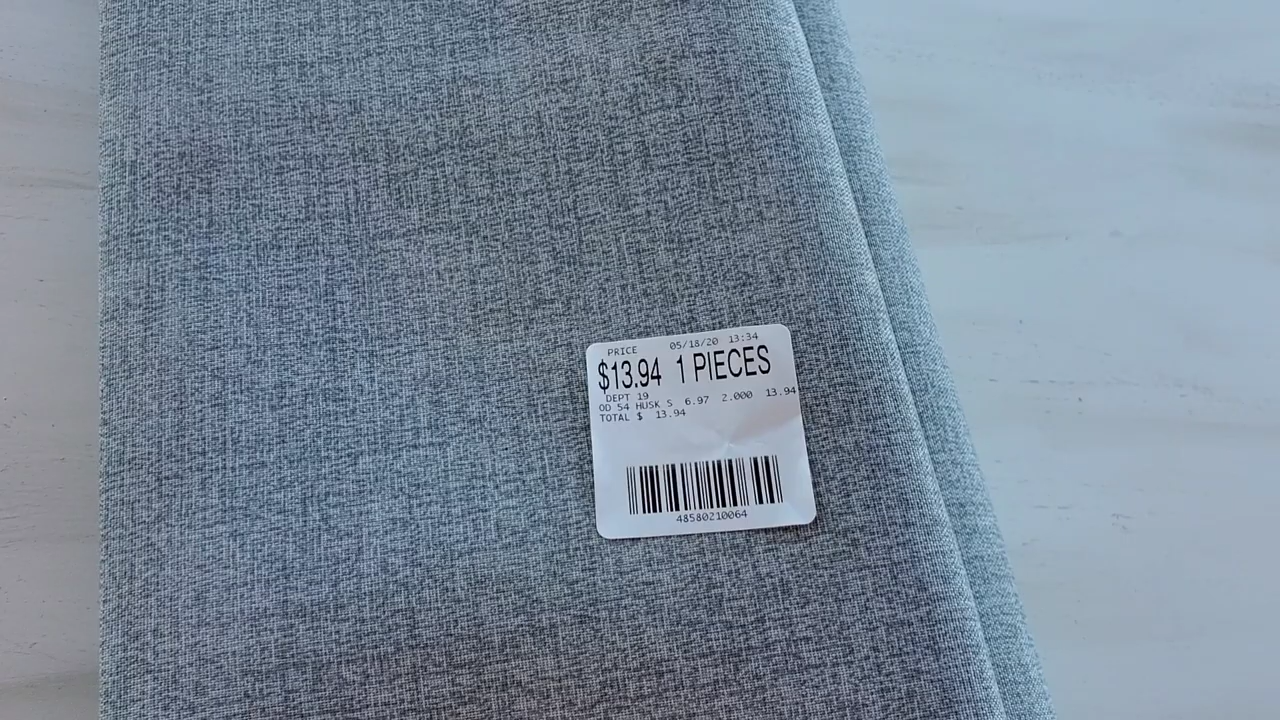 PRICE 05/18/20 13:34
$13.94 1 PIECES
DEPT 19
OD 54 HUSK S 6.97 2.000 13.94
TOTAL $ 13.94
48580210064